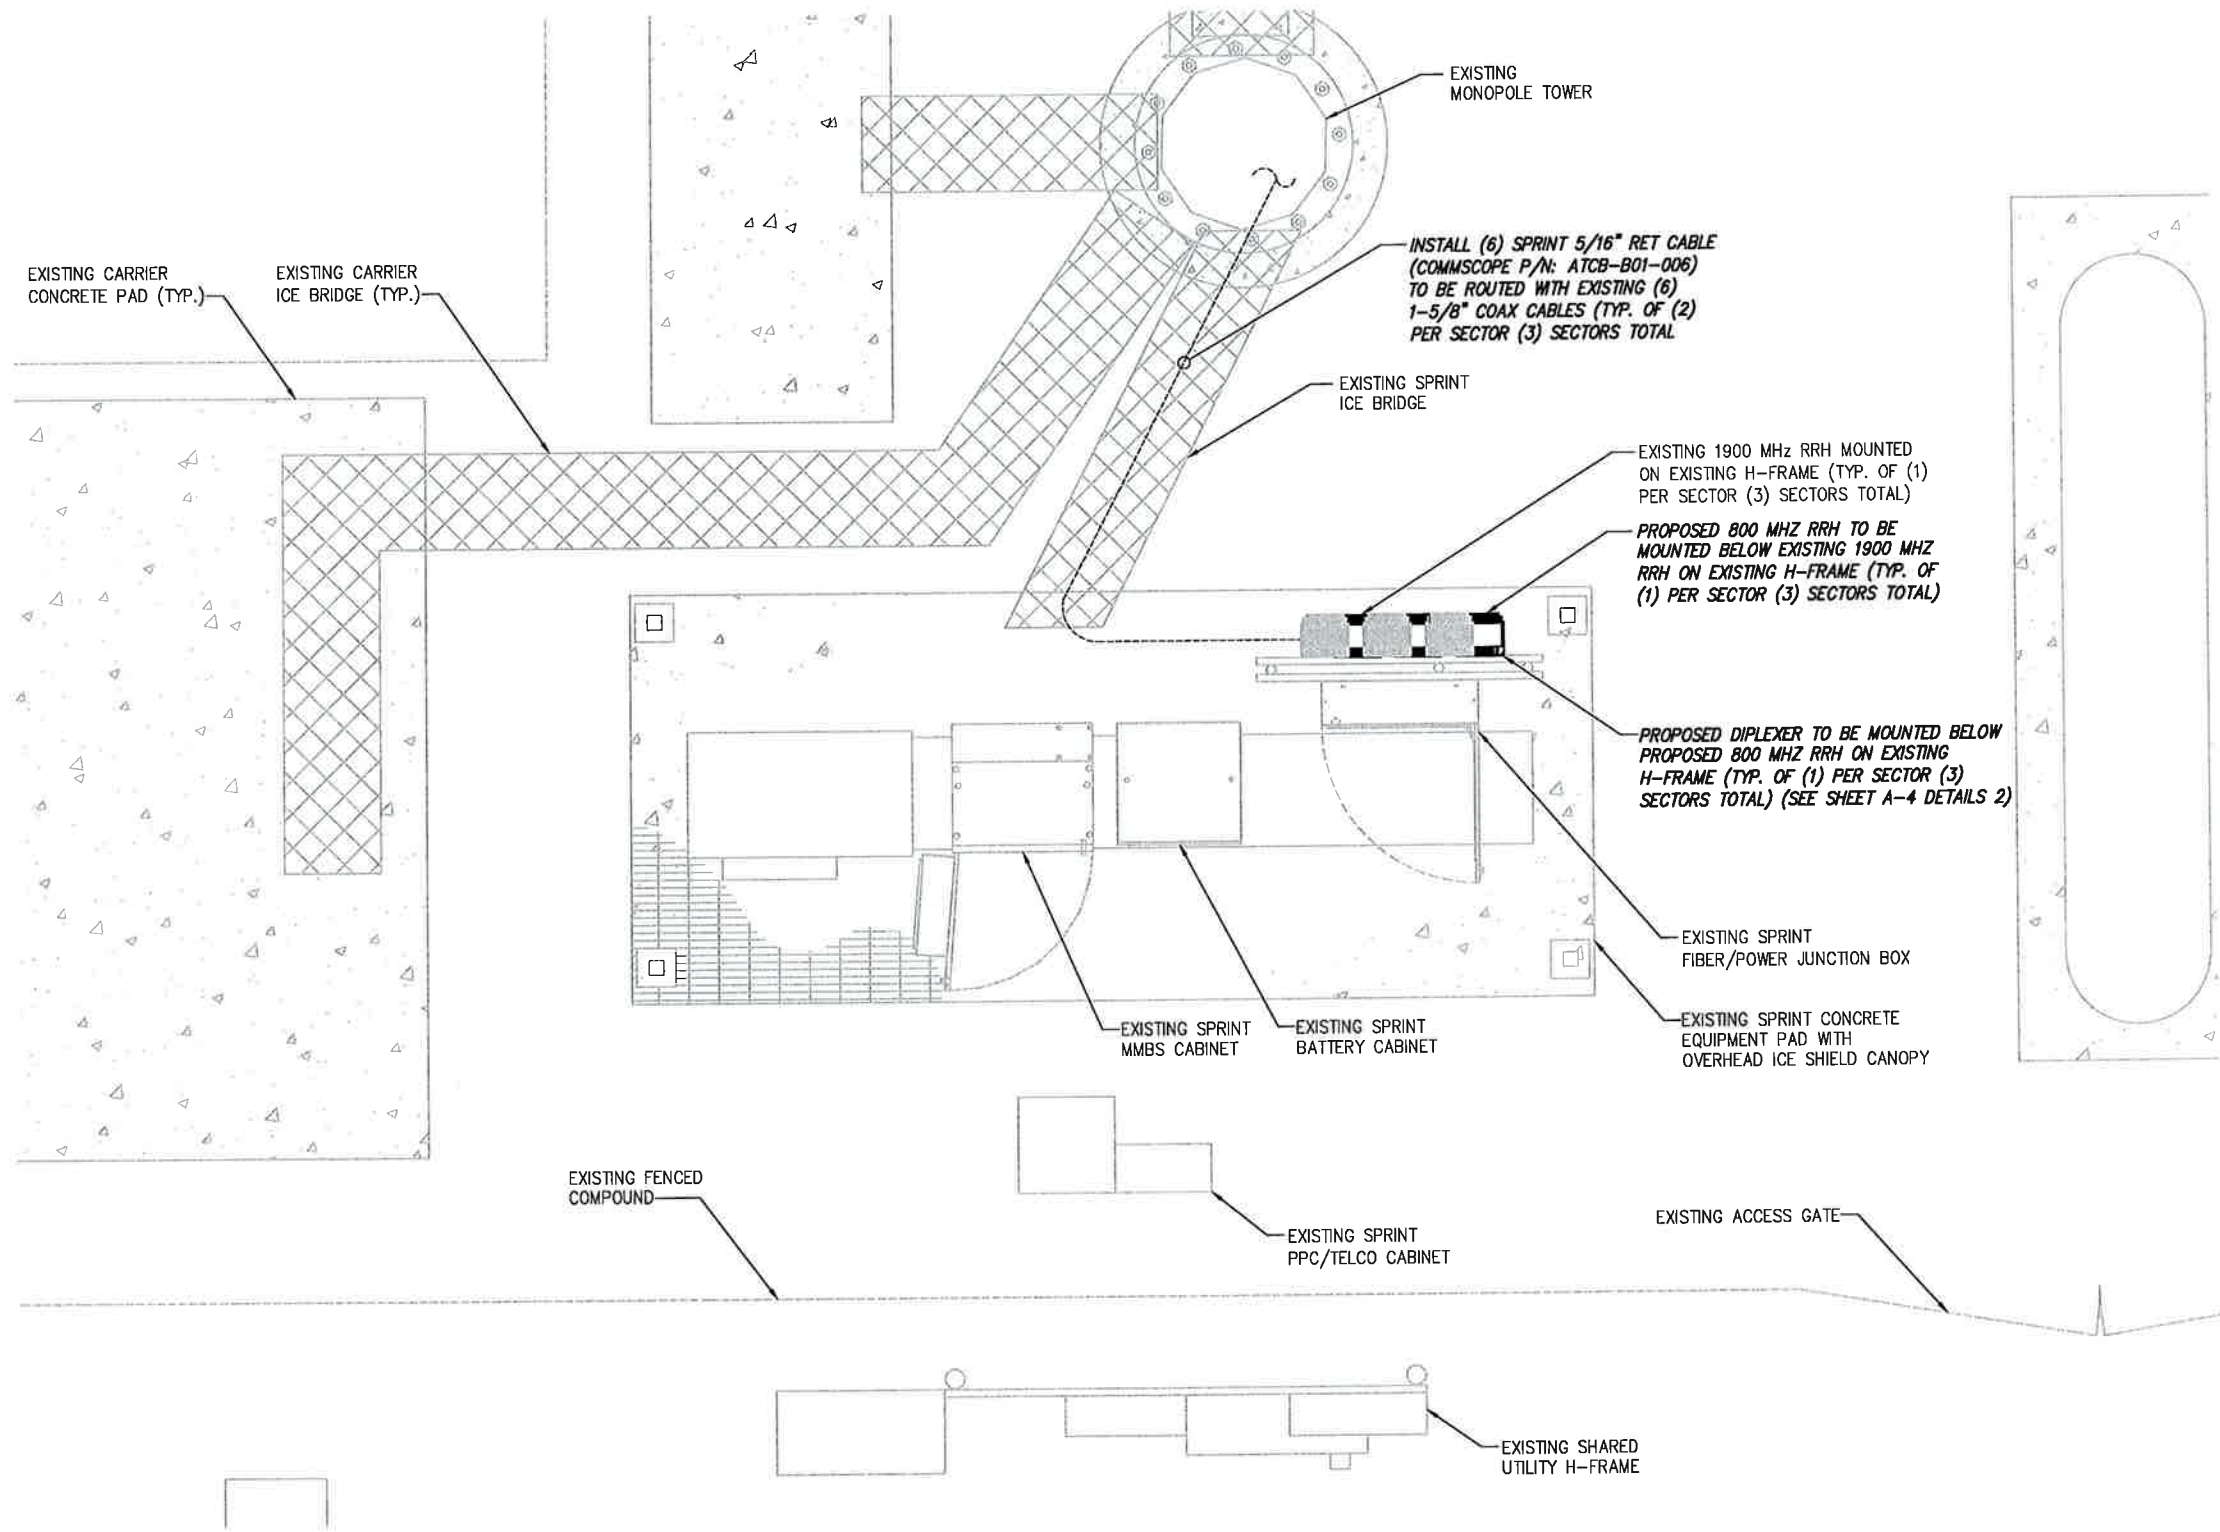 EXISTING
MONOPOLE TOWER
INSTALL (6) SPRINT 5/16" RET CABLE
(COMMSCOPE P/N: ATCB-B01-006)
TO BE ROUTED WITH EXISTING (6)
1-5/8" COAX CABLES (TYP. OF (2)
PER SECTOR (3) SECTORS TOTAL
EXISTING CARRIER
CONCRETE PAD (TYP.)
EXISTING CARRIER
ICE BRIDGE (TYP.)
EXISTING SPRINT
ICE BRIDGE
EXISTING 1900 MHz RRH MOUNTED
ON EXISTING H-FRAME (TYP. OF (1)
PER SECTOR (3) SECTORS TOTAL)
PROPOSED 800 MHZ RRH TO BE
MOUNTED BELOW EXISTING 1900 MHZ
RRH ON EXISTING H-FRAME (TYP. OF
(1) PER SECTOR (3) SECTORS TOTAL)
PROPOSED DIPLEXER TO BE MOUNTED BELOW
PROPOSED 800 MHZ RRH ON EXISTING
H-FRAME (TYP. OF (1) PER SECTOR (3)
SECTORS TOTAL) (SEE SHEET A-4 DETAILS 2)
EXISTING SPRINT
FIBER/POWER JUNCTION BOX
EXISTING SPRINT CONCRETE
EQUIPMENT PAD WITH
OVERHEAD ICE SHIELD CANOPY
EXISTING SPRINT
MMBS CABINET
EXISTING SPRINT
BATTERY CABINET
EXISTING FENCED
COMPOUND
EXISTING SPRINT
PPC/TELCO CABINET
EXISTING ACCESS GATE
EXISTING SHARED
UTILITY H-FRAME